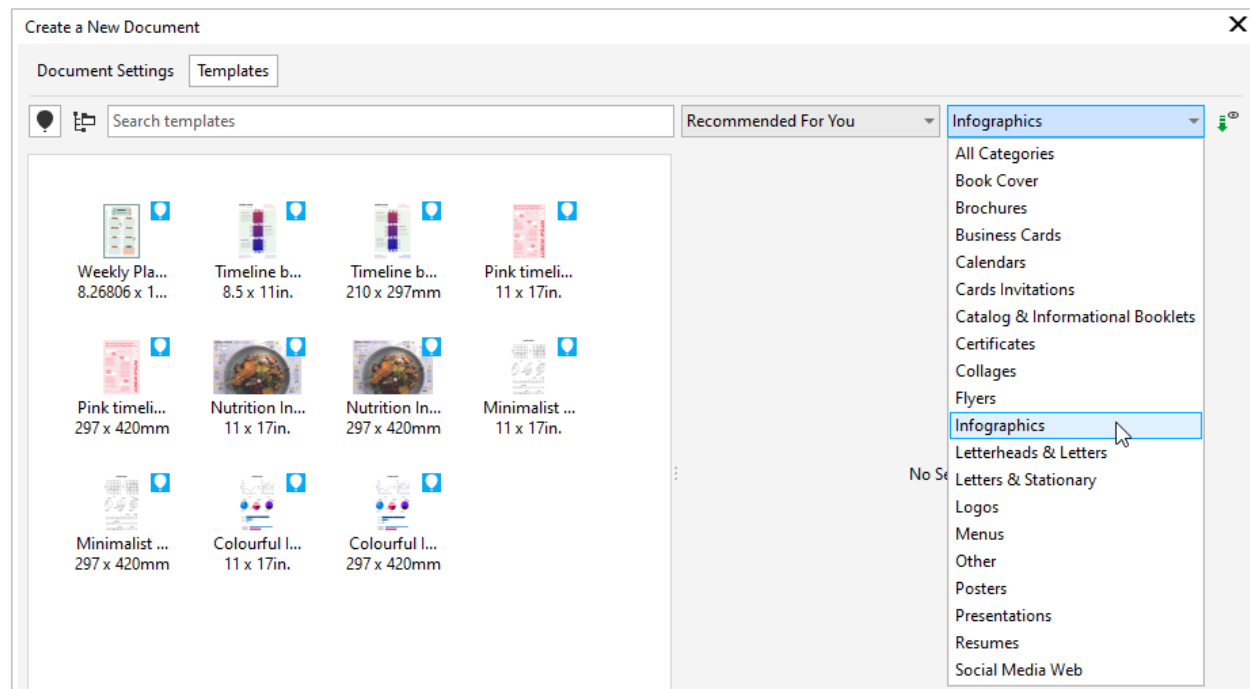 Create a New Document
Document Settings
Templates
Search templates
Recommended For You
Infographics
Weekly Pla...
8.26806 x 1...
Timeline b...
8.5 x 11in.
Timeline b...
210 x 297mm
Pink timeli...
11 x 17in.
Pink timeli...
297 x 420mm
Nutrition In...
11 x 17in.
Nutrition In...
297 x 420mm
Minimalist ...
11 x 17in.
Minimalist ...
297 x 420mm
Colourful I...
11 x 17in.
Colourful I...
297 x 420mm
No Se
All Categories
Book Cover
Brochures
Business Cards
Calendars
Cards Invitations
Catalog & Informational Booklets
Certificates
Collages
Flyers
Infographics
Letterheads & Letters
Letters & Stationary
Logos
Menus
Other
Posters
Presentations
Resumes
Social Media Web